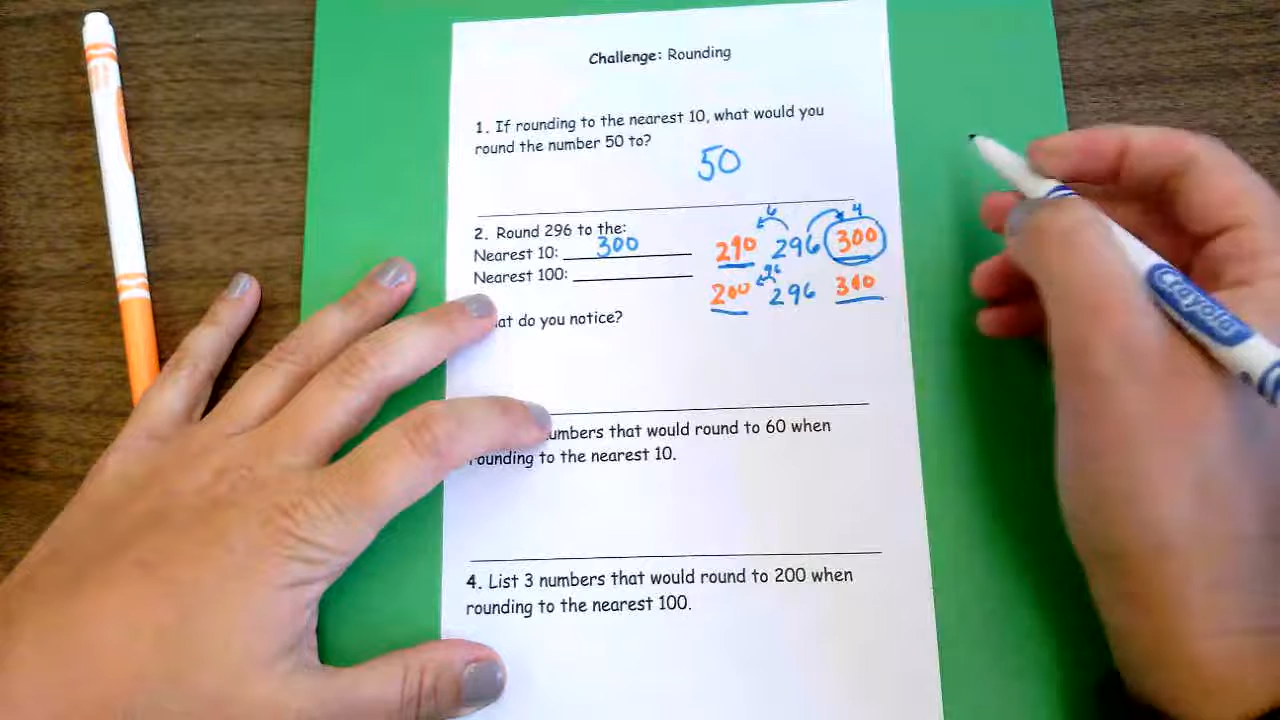 Challenge: Rounding
1. If rounding to the nearest 10, what would you
round the number 50 to?
50
2. Round 296 to the:
Nearest 10: 300
6 4
290 296 300
Nearest 100:
200 296 300
do you notice?
numbers that would round to 60 when
rounding to the nearest 10.
4. List 3 numbers that would round to 200 when
rounding to the nearest 100.
Crayola